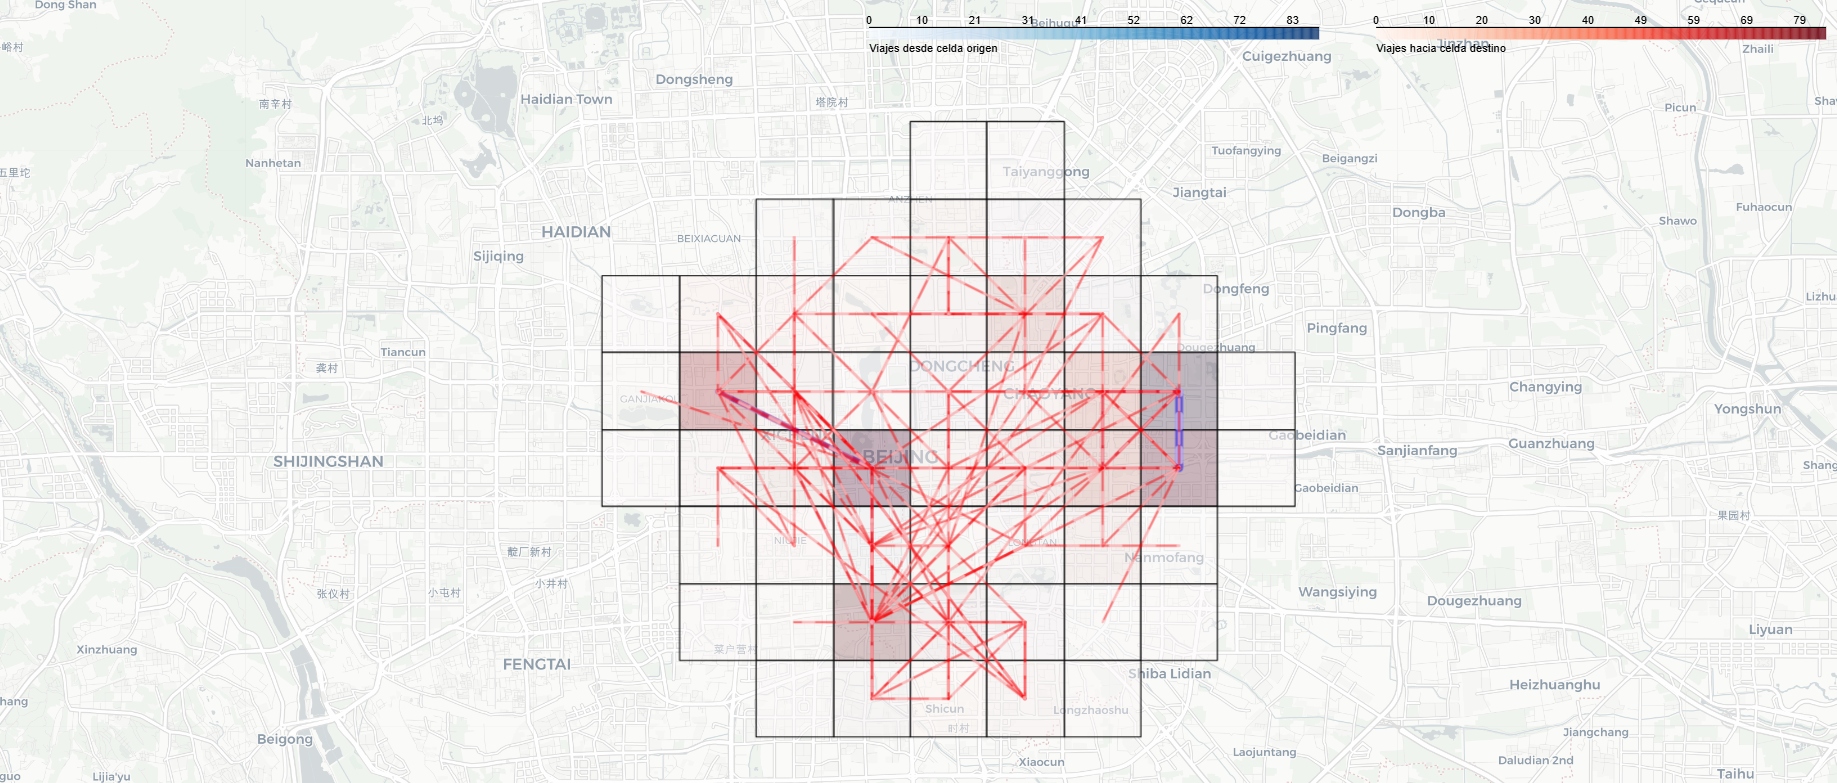 Dong Shan
Gequcun
0 10 21 31 41 52 62 72 83
0 10 20 30 40 49 59 69 79
Beihugu
Viajes desde celda origen
Viajes hacia celda destino
Jinzhan
Zhaili
峪村
Cuigezhuang
Dongsheng
Haidian Town
塔院村
南辛村
北坞
Picun
Sha
Nanhetan
五里坨
Tuofangying
Beigangzi
Taiyanggong
Jiangtai
ANZHEN
Dongba
Fuhaocun
Shawo
HAIDIAN
BEIXIAGUAN
Sijiqing
Dongfeng
Lizhu
Pingfang
Dougezhuang
Tiancun
龚村
DONGCHENG
CHAOYANG
Changying
GANJIAKOU
Yongshun
XICHENG
Gaobeidian
Guanzhuang
Sanjianfang
BEIJING
SHIJINGSHAN
Shang
Gaobeidian
果园村
NIUJIE
LONGTAN
靛厂新村
Nanmofang
小井村
张仪村
小屯村
Wangsiying
Dougezhuang
Liyuan
Xinzhuang
菜户营村
FENGTAI
Shiba Lidian
Heizhuanghu
hang
Shicun
Longzhaoshu
时村
Jiangchang
Beigong
Laojuntang
Xiaocun
Daludian 2nd
guo
Lijia'yu
Taihu